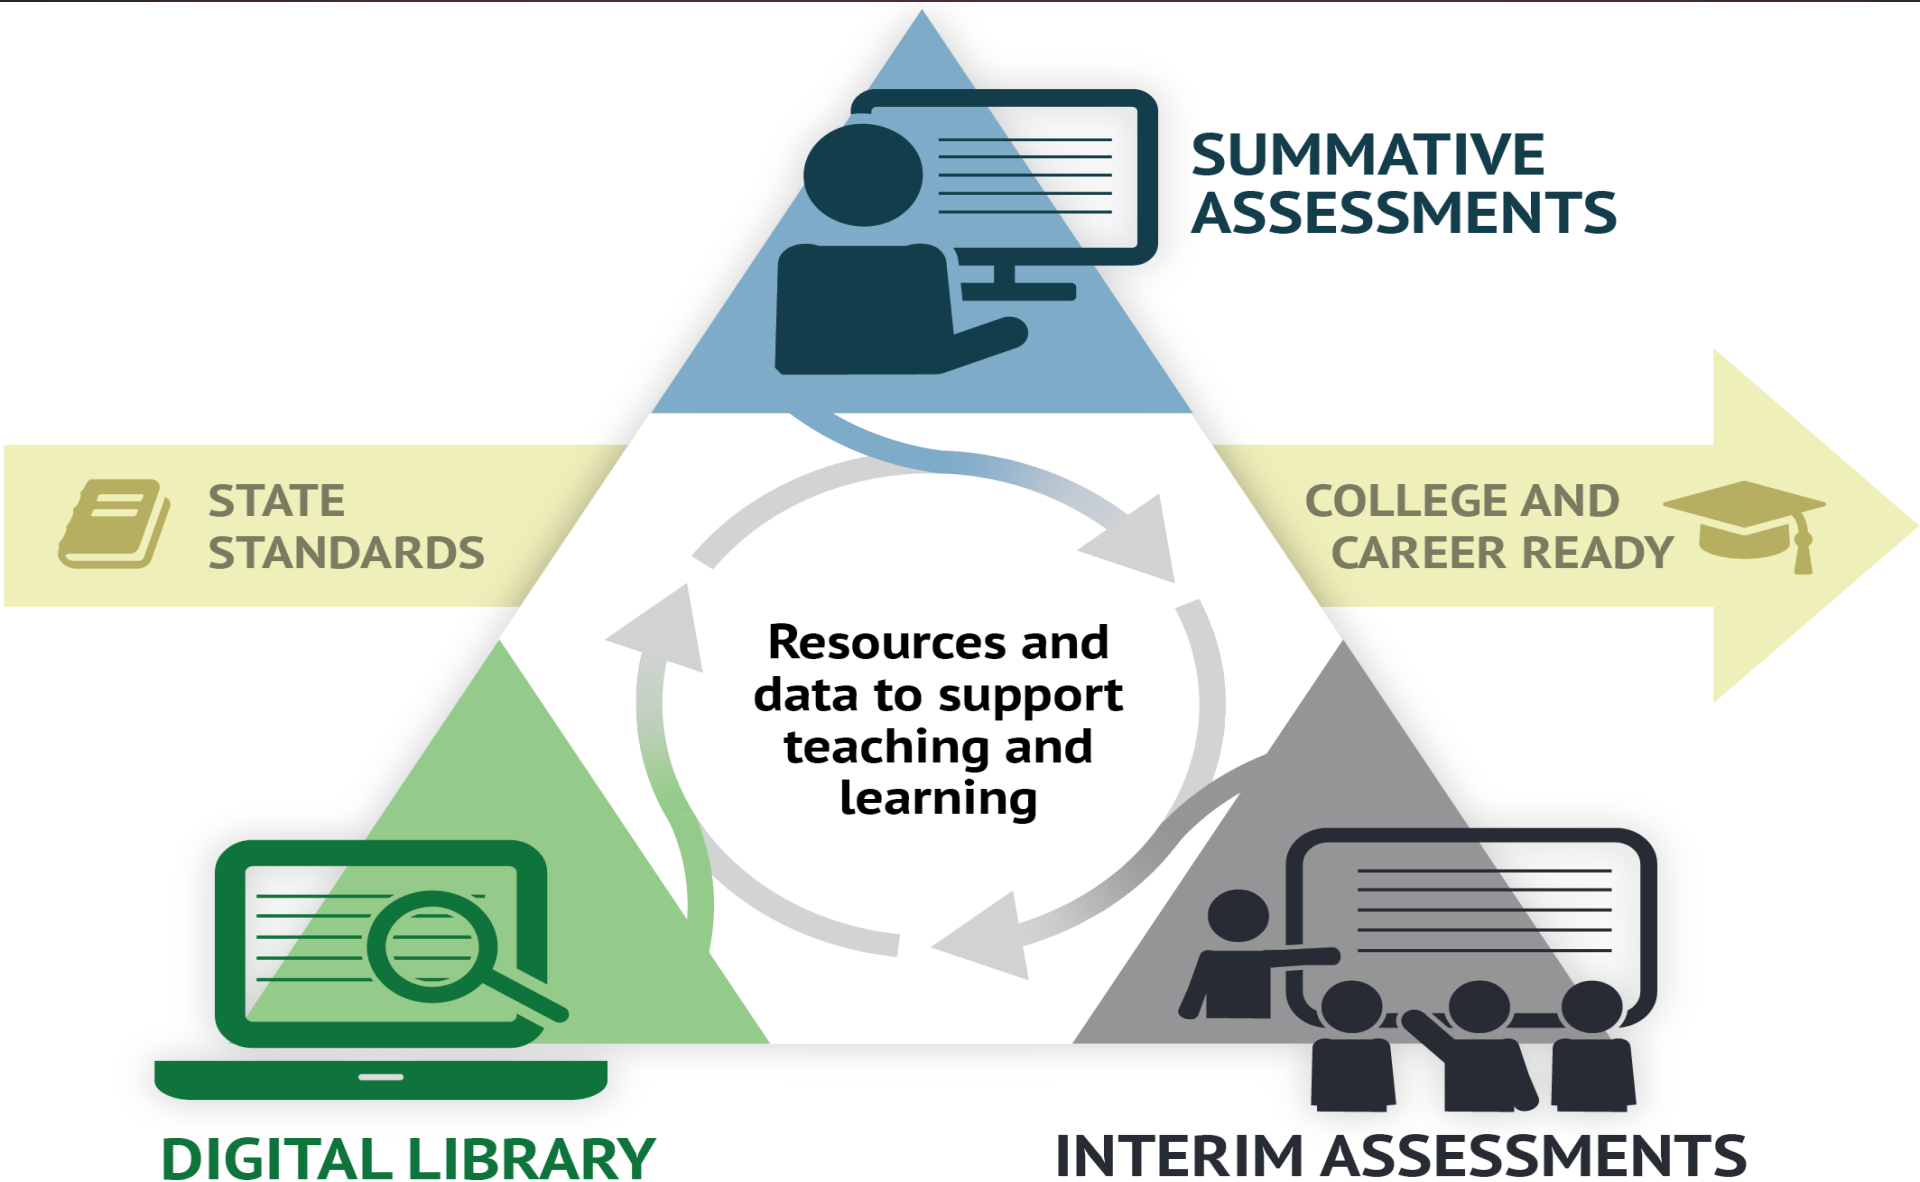 SUMMATIVE
ASSESSMENTS
STATE
STANDARDS
COLLEGE AND
CAREER READY
Resources and
data to support
teaching and
learning
DIGITAL LIBRARY
INTERIM ASSESSMENTS